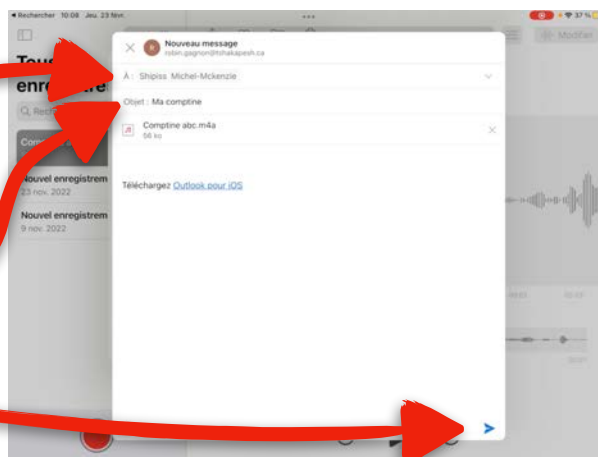 Rechercher 10:08 Jeu. 23 févr.
37 %
Modifier
Nouveau message
robin.gagnon@tshakapesh.ca
À : Shipiss Michel-Mckenzie
Objet : Ma comptine
Comptine abc.m4a
56 ko
Téléchargez Outlook pour iOS
Tous
enre
Nouvel enregistrem
23 nov. 2022
Nouvel enregistrem
9 nov. 2022